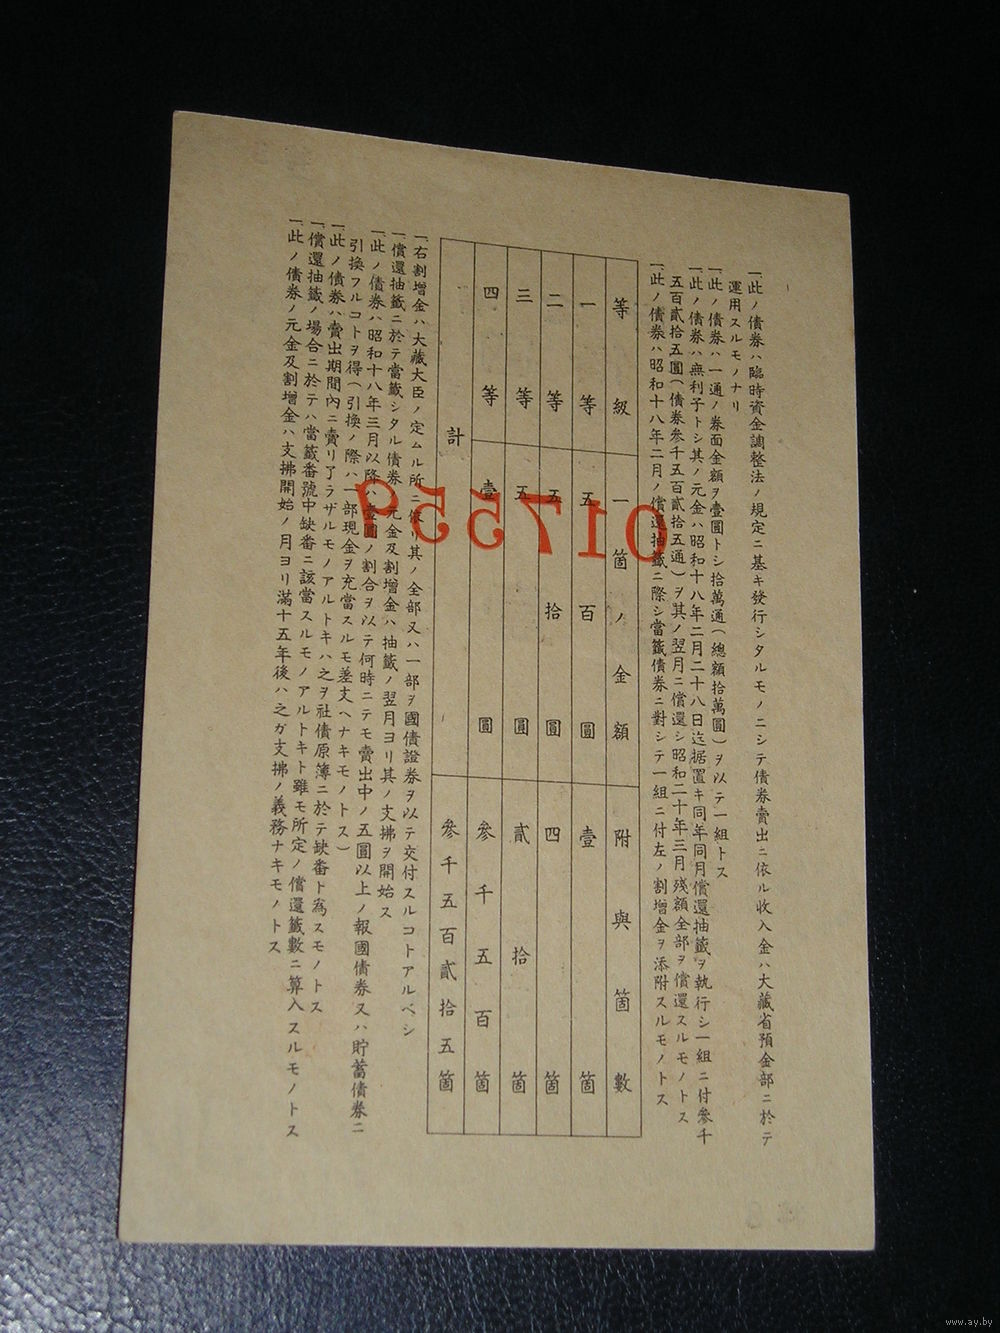 一、此ノ債券ハ臨時資金調整法ノ規定ニ基キ發行シタルモノニシテ債券賣出ニ依ル收入金ハ大藏省預金部ニ於テ
運用スルモノナリ
一、此ノ債券ハ一通ノ券面金額ヲ壹圓トシ拾萬通(總額拾萬圓)ヲ以テ一組トス
一、此ノ債券ハ無利子トシ其ノ元金ハ昭和十八年二月二十八日迄据置キ同年同月償還抽籤ヲ執行シ一組ニ付參千
五百貳拾五圓(債券參千五百貳拾五通)ヲ其ノ翌月ニ償還シ昭和二十年三月殘額全部ヲ償還スルモノトス
一、此ノ債券ハ昭和十八年二月ノ償還抽籤ニ際シ當籤債券ニ對シテ一組ニ付左ノ割增金ヲ添附スルモノトス
等級 一箇ノ金額 附與箇數
一等 五百圓 壹箇
二等 五拾圓 四箇
三等 五圓 貳拾箇
四等 壹圓 參千五百箇
計 參千五百貳拾五箇
一、右割增金ハ大藏大臣ノ定ムル所ニ依リ其ノ全部又ハ一部ヲ國債證券ヲ以テ交付スルコトアルベシ
一、償還抽籤ニ於テ當籤シタル債券ノ元金及割增金ハ抽籤ノ翌月ヨリ其ノ支拂ヲ開始ス
一、此ノ債券ハ昭和十八年三月以降ハ壹圓ノ割合ヲ以テ何時ニテモ賣出中ノ五圓以上ノ報國債券又ハ貯蓄債券ニ
引換フルコトヲ得(引換ノ際ハ一部現金ヲ充當スルモ差支ヘナキモノトス)
一、此ノ債券ハ賣出期間內ニ賣リ了ラザルモノアルトキハ之ヲ社債原簿ニ於テ缺番ト爲スモノトス
一、償還抽籤ノ場合ニ於テハ當籤番號中缺番ニ該當スルモノアルトキト雖モ所定ノ償還籤數ニ算入スルモノトス
一、此ノ債券ノ元金及割增金ハ支拂開始ノ月ヨリ滿十五年後ハ之ガ支拂ノ義務ナキモノトス
017559
www.ay.by